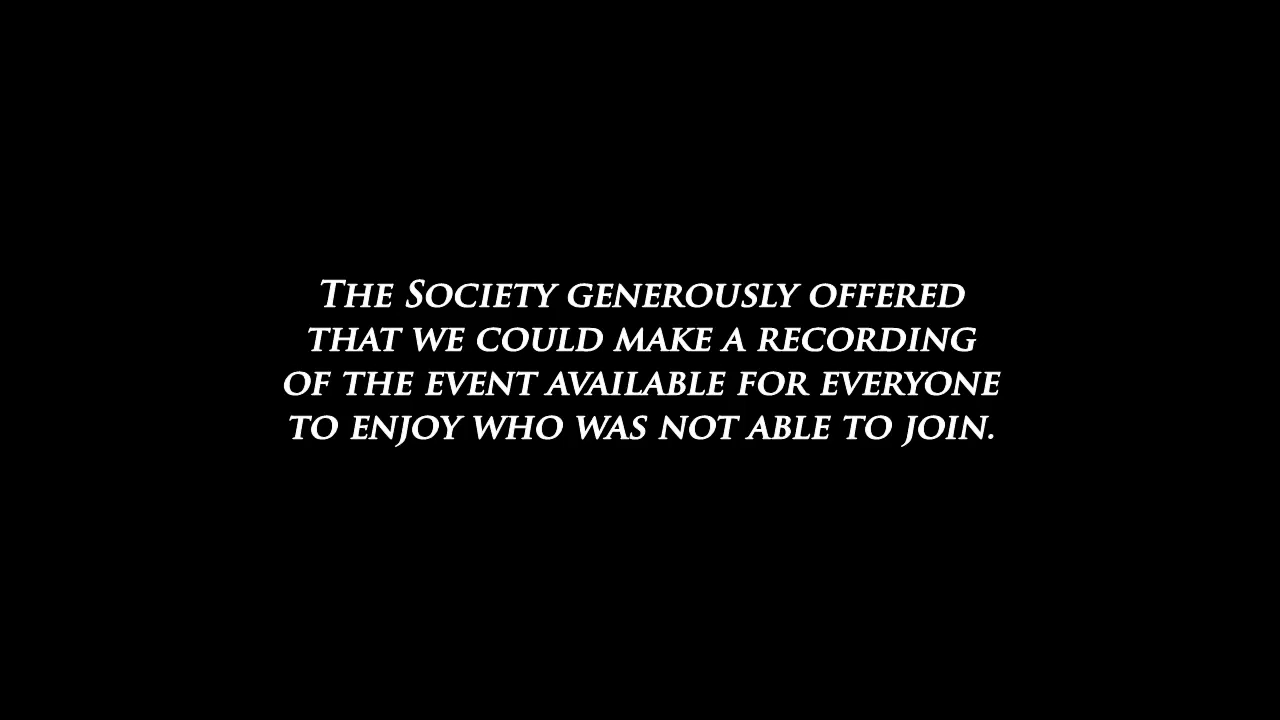 The Society generously offered
that we could make a recording
of the event available for everyone
to enjoy who was not able to join.